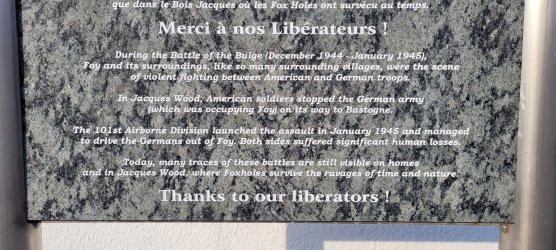 que dans le Bois Jacques où les Fox Holes ont survécu au temps.
Merci à nos Libérateurs !
During the Battle of the Bulge (December 1944 - January 1945),
Foy and its surroundings, like so many surrounding villages, were the scene
of violent fighting between American and German troops.
In Jacques Wood, American soldiers stopped the German army
(which was occupying Foy) on its way to Bastogne.
The 101st Airborne Division launched the assault in January 1945 and managed
to drive the Germans out of Foy. Both sides suffered significant human losses.
Today, many traces of these battles are still visible on homes
and in Jacques Wood, where Foxholes survive the ravages of time and nature.
Thanks to our liberators !